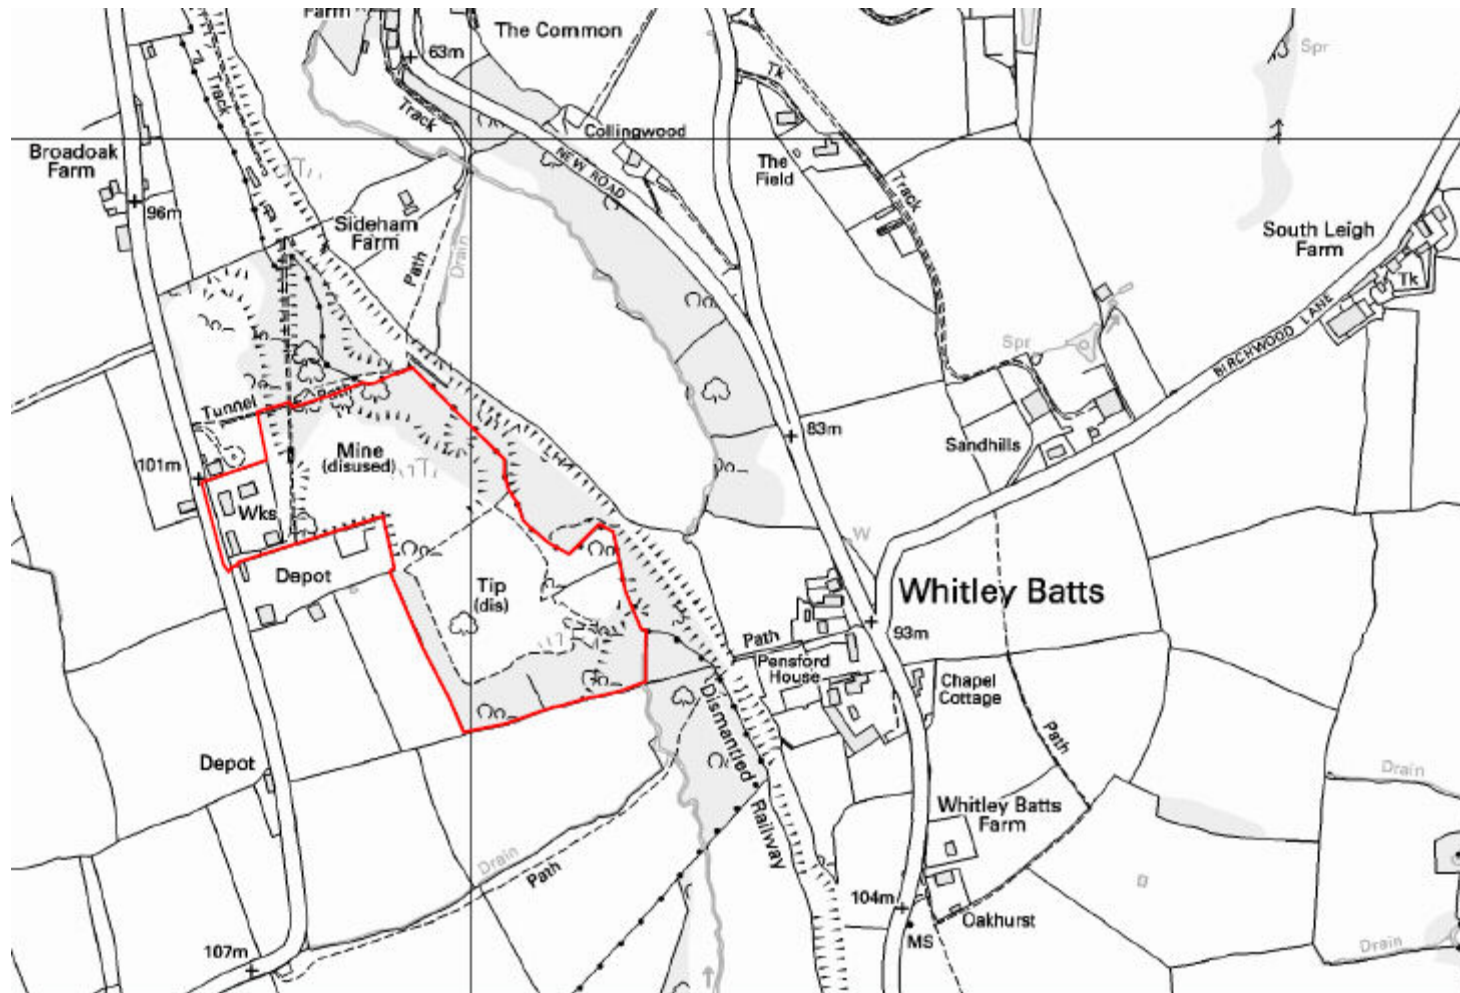 Farm
The Common
63m
Spr
Track
Tk
Track
Collingwood
Broadoak
Farm
NEW ROAD
The
Field
Track
96m
Sideham
Farm
South Leigh
Farm
Path
Drain
Tk
BIRCHWOOD LANE
Spr
Tunnel
Path
83m
Sandhills
Mine
(disused)
101m
Wks
W
Depot
Tip
(dis)
Whitley Batts
93m
Path
Pensford
House
Chapel
Cottage
Dismantled
Railway
Path
Depot
Drain
Whitley Batts
Farm
Drain
Path
B
104m
Oakhurst
MS
107m
Drain